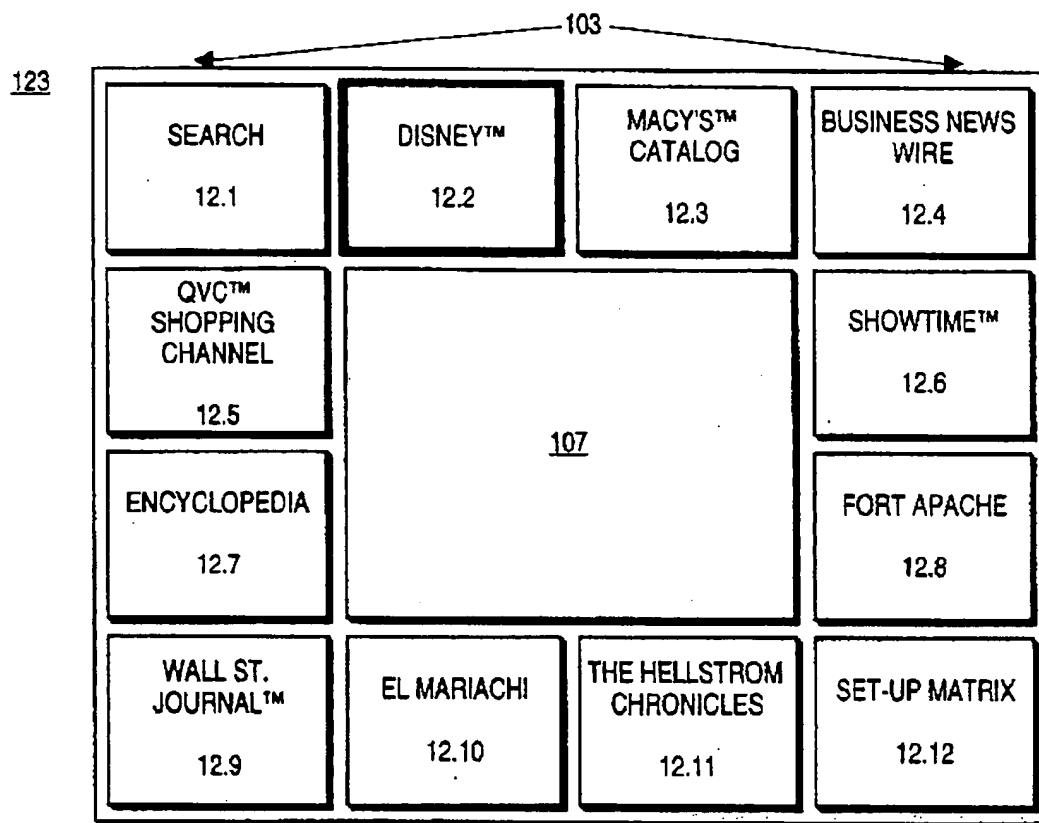 103
123
SEARCH
12.1
DISNEY™
12.2
MACY'S™
CATALOG
12.3
BUSINESS NEWS
WIRE
12.4
QVC™
SHOPPING
CHANNEL
12.5
107
SHOWTIME™
12.6
ENCYCLOPEDIA
12.7
FORT APACHE
12.8
WALL ST.
JOURNAL™
12.9
EL MARIACHI
12.10
THE HELLSTROM
CHRONICLES
12.11
SET-UP MATRIX
12.12